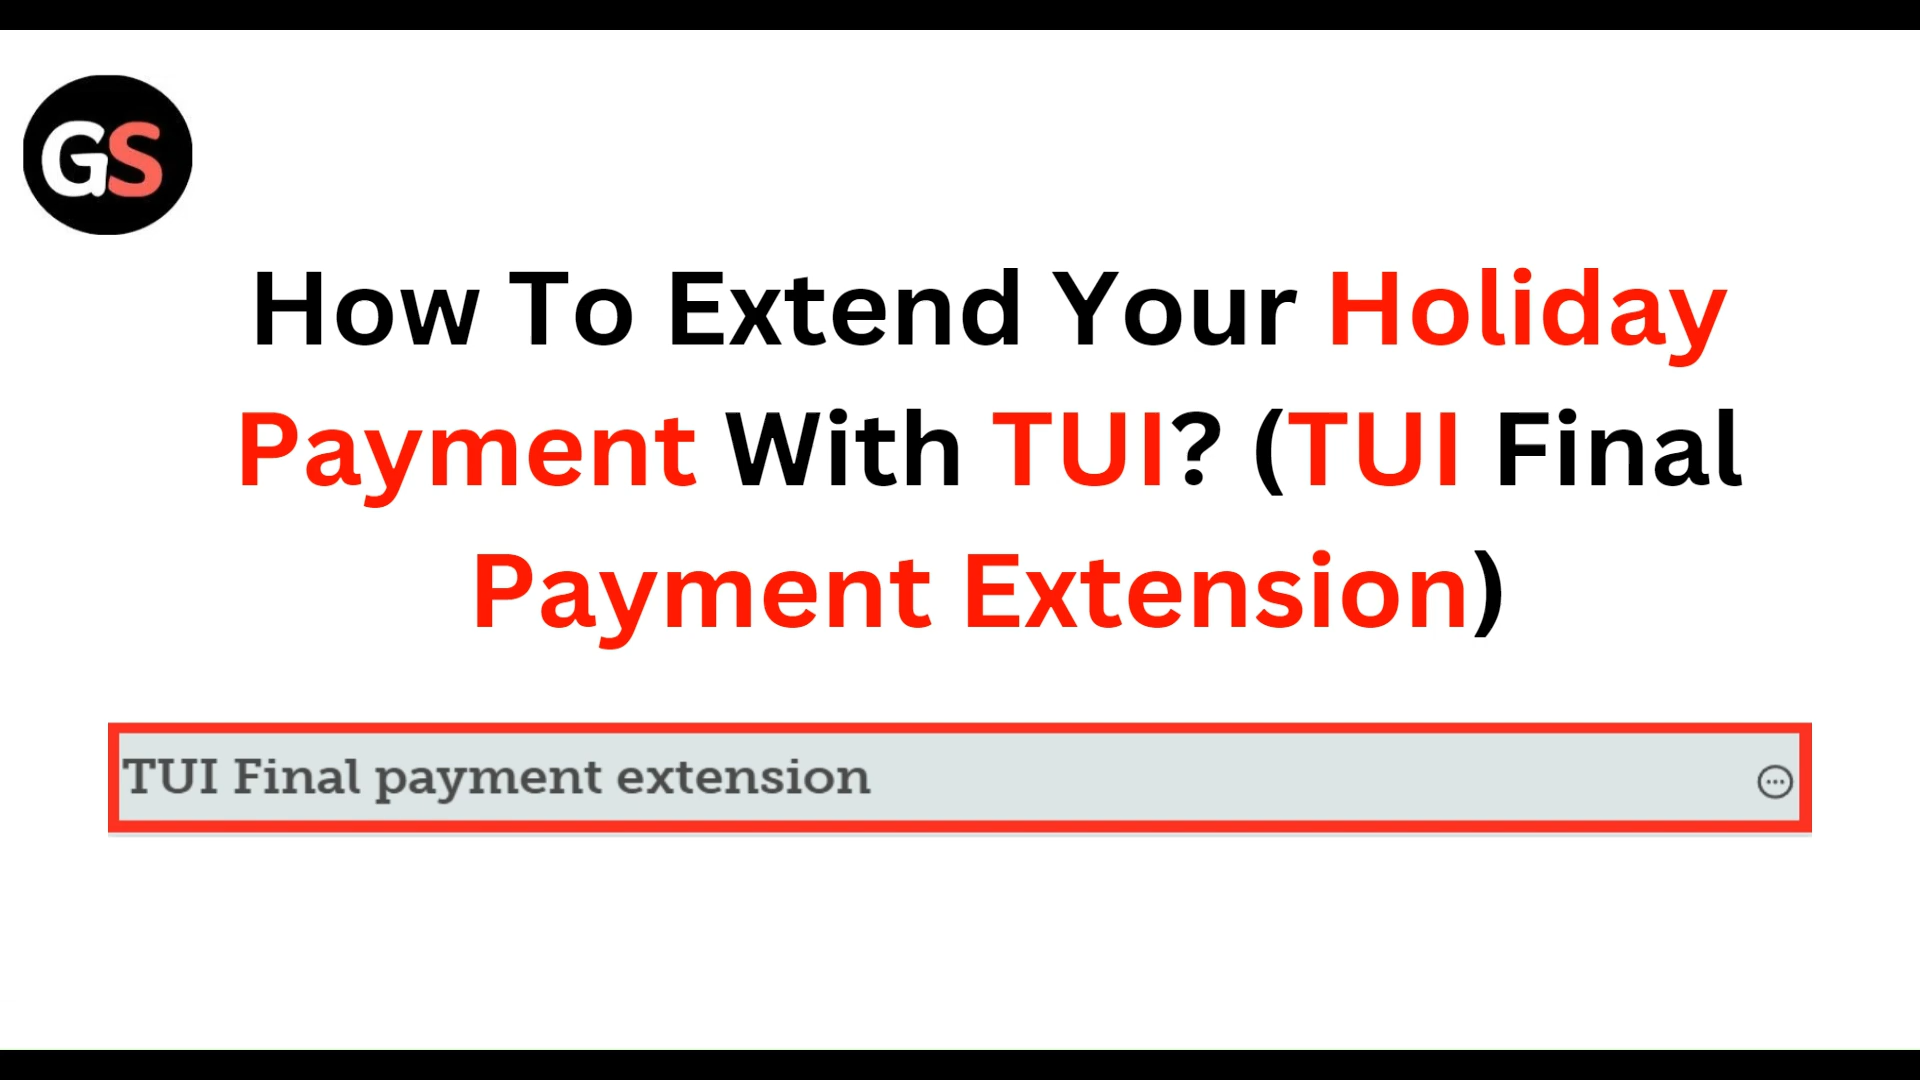 GS
How To Extend Your Holiday
Payment With TUI? (TUI Final
Payment Extension)
TUI Final payment extension